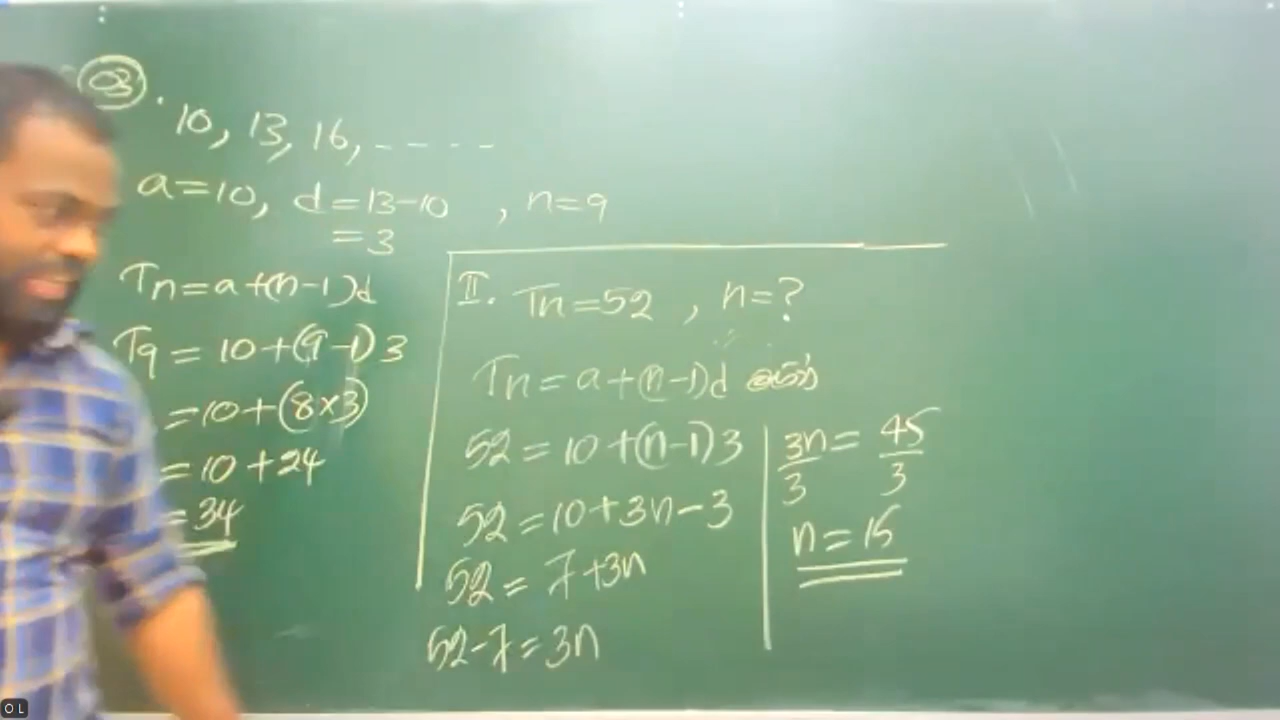 03.
10, 13, 16, - - - - -
a=10, d=13-10 , n=9
=3
Tn=a+(n-1)d
T9 = 10+(9-1)3
=10+(8×3)
=10+24
=34
II. Tn=52 , n=?
Tn=a+(n-1)d
52=10+(n-1)3
52=10+3n-3
52= 7+3n
52-7=3n
3n/3 = 45/3
n=15
O L